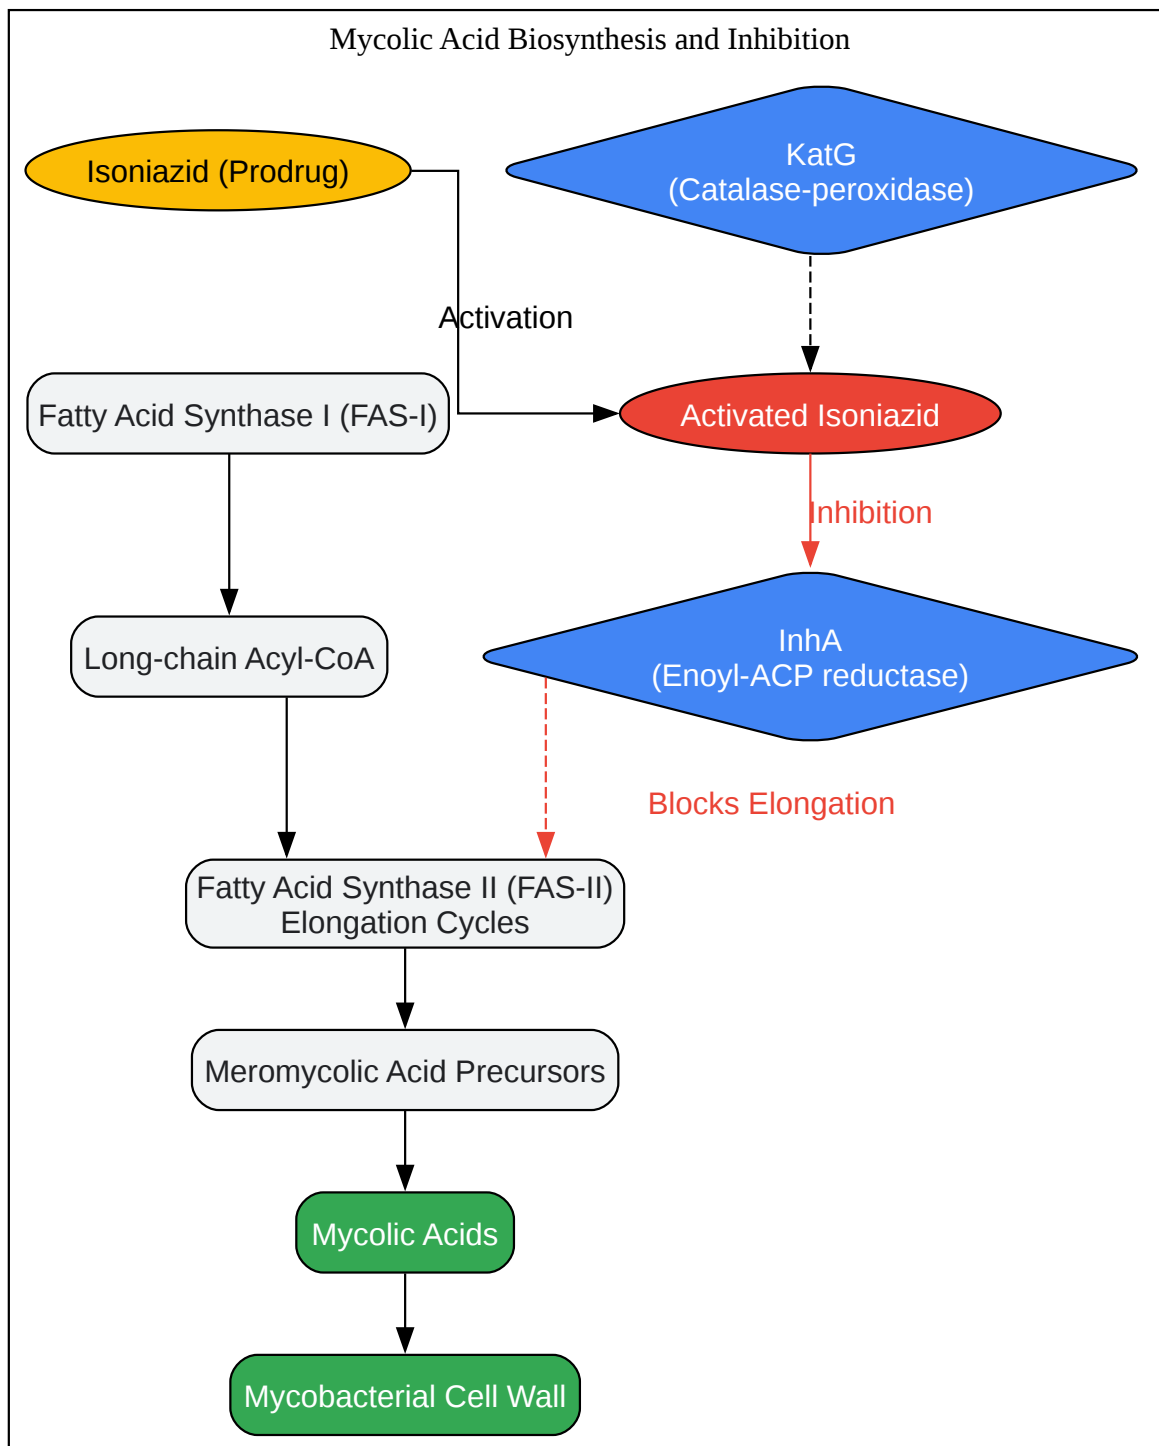 Mycolic Acid Biosynthesis and Inhibition
Isoniazid (Prodrug)
KatG
(Catalase-peroxidase)
Activation
Fatty Acid Synthase I (FAS-I)
Activated Isoniazid
Inhibition
Long-chain Acyl-CoA
InhA
(Enoyl-ACP reductase)
Blocks Elongation
Fatty Acid Synthase II (FAS-II)
Elongation Cycles
Meromycolic Acid Precursors
Mycolic Acids
Mycobacterial Cell Wall